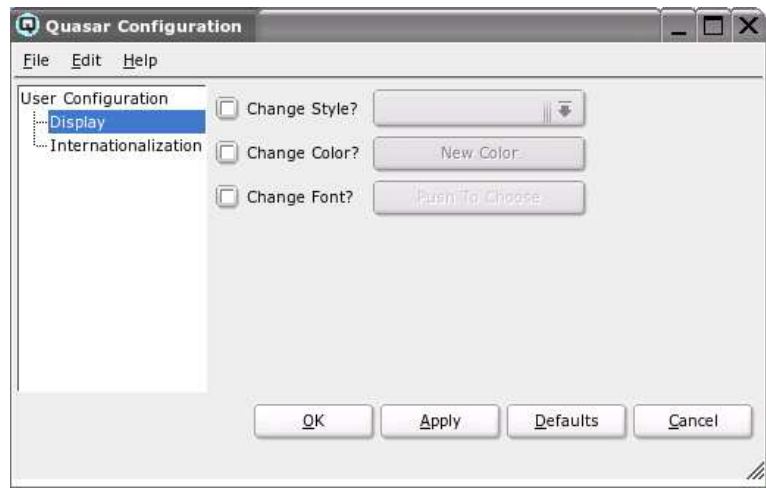 Quasar Configuration
File Edit Help
User Configuration
Display
Internationalization
Change Style?
Change Color? New Color
Change Font? Push To Choose
OK Apply Defaults Cancel